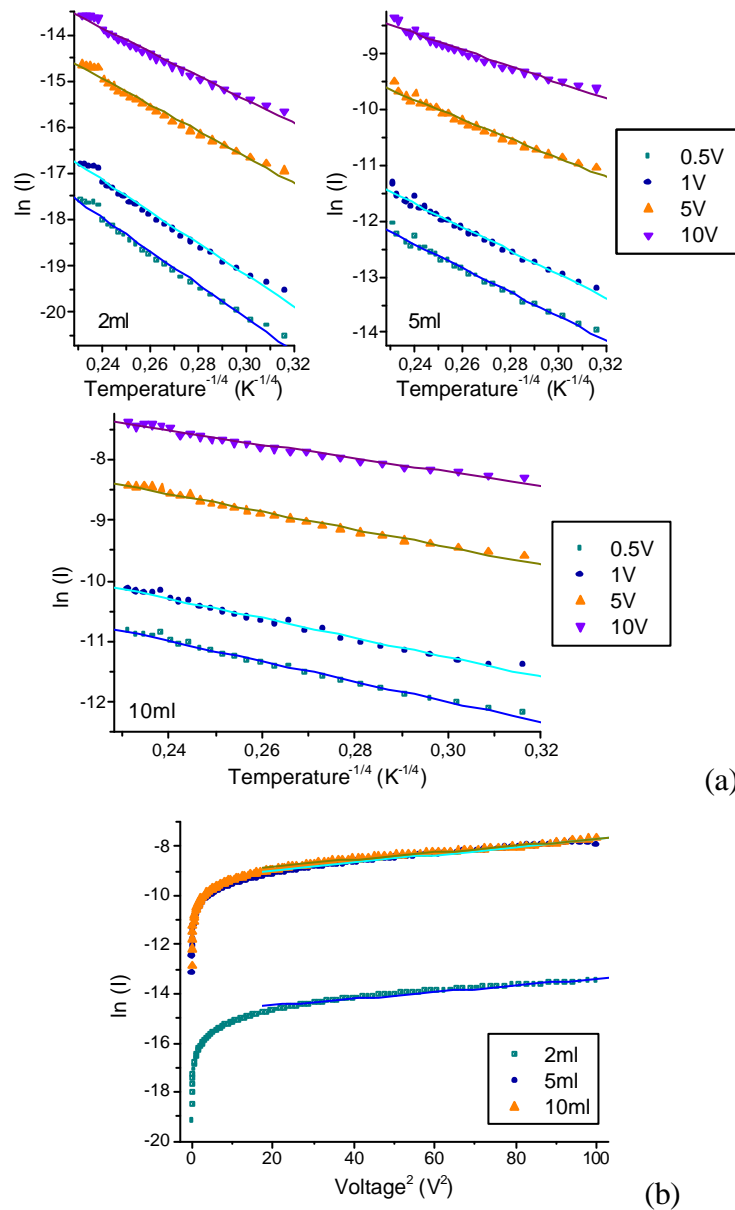 -14
-15
-16
-17
-18
-19
-20
ln (I)
2ml
0,24 0,26 0,28 0,30 0,32
Temperature-1/4 (K-1/4)
-8
-9
-10
-11
-12
-13
-14
ln (I)
5ml
0,24 0,26 0,28 0,30 0,32
Temperature-1/4 (K-1/4)
0.5V
1V
5V
10V
-8
-9
-10
-11
-12
ln (I)
10ml
0,24 0,26 0,28 0,30 0,32
Temperature-1/4 (K-1/4)
0.5V
1V
5V
10V
(a)
-6
-8
-10
-12
-14
-16
-18
-20
ln (I)
0 20 40 60 80 100
Voltage2 (V2)
2ml
5ml
10ml
(b)